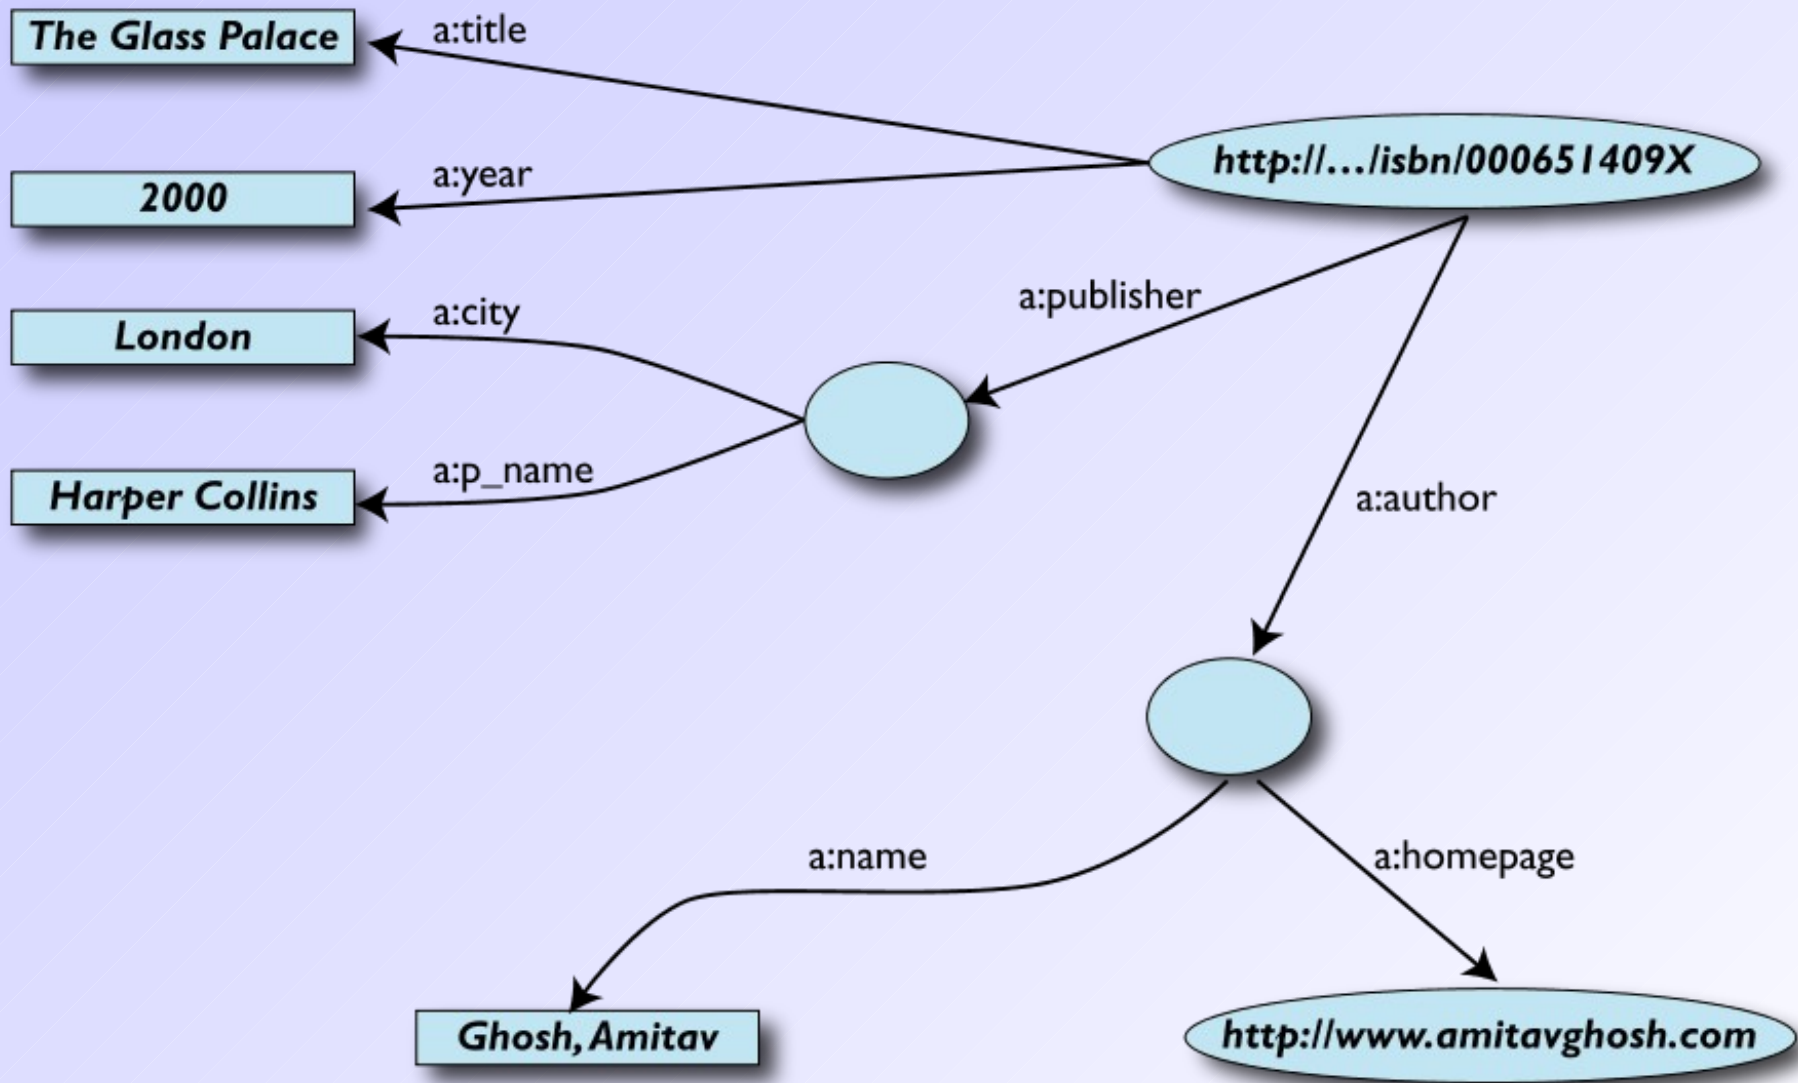 The Glass Palace
a:title
http://…/isbn/000651409X
a:year
2000
a:publisher
a:city
London
a:p_name
Harper Collins
a:author
a:name
a:homepage
Ghosh, Amitav
http://www.amitavghosh.com